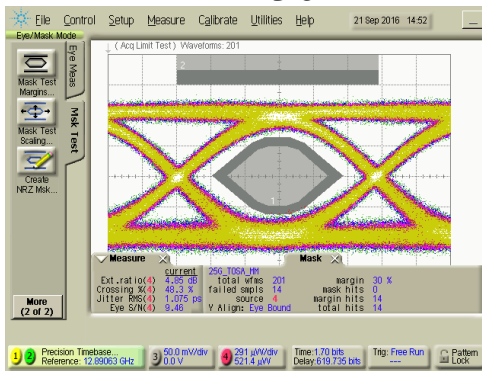 File Control Setup Measure Calibrate Utilities Help 21 Sep 2016 14:52
Eye/Mask Mode
( Acq Limit Test ) Waveforms: 201
Eye Meas
Mask Test
Margins...
Msk Test
Mask Test
Scaling...
Create
NRZ Msk...
More
(2 of 2)
2
1
Measure Mask
current
Ext.ratio(4) 4.85 dB
Crossing %(4) 48.3 %
Jitter RMS(4) 1.075 ps
Eye S/N(4) 9.46
25G_TOSA_MM
total wfms 201 margin 30 %
failed smpls 14 mask hits 0
source 4 margin hits 14
Y Align: Eye Bound total hits 14
1 2 Precision Timebase...
Reference: 12.89063 GHz
3 50.0 mV/div
0.0 V
4 291 µW/div
521.4 µW
Time:1.70 bits
Delay:619.735 bits
Trig: Free Run
---
Pattern
Lock